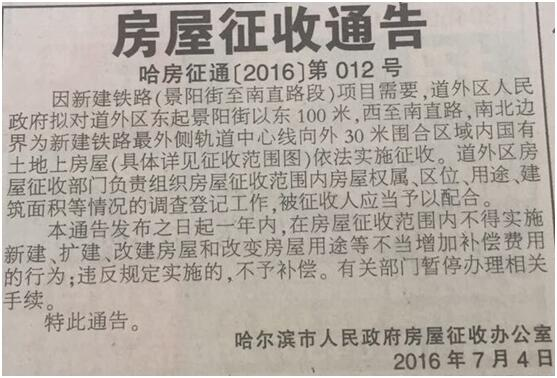 房屋征收通告
哈房征通〔2016〕第 012 号
因新建铁路(景阳街至南直路段)项目需要，道外区人民
政府拟对道外区东起景阳街以东 100 米，西至南直路，南北边
界为新建铁路最外侧轨道中心线向外 30 米围合区域内国有
土地上房屋(具体详见征收范围图)依法实施征收。道外区房
屋征收部门负责组织房屋征收范围内房屋权属、区位、用途、建
筑面积等情况的调查登记工作，被征收人应当予以配合。
本通告发布之日起一年内，在房屋征收范围内不得实施
新建、扩建、改建房屋和改变房屋用途等不当增加补偿费用
的行为；违反规定实施的，不予补偿。有关部门暂停办理相关
手续。
特此通告。
哈尔滨市人民政府房屋征收办公室
2016 年 7 月 4 日